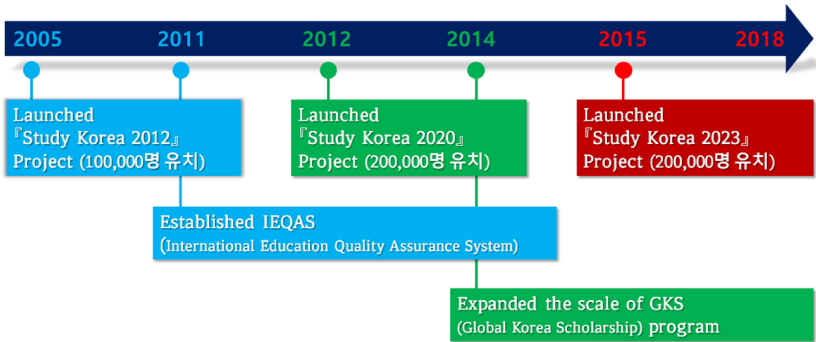 2005 2011 2012 2014 2015 2018
Launched
『Study Korea 2012』
Project (100,000명 유치)
Launched
『Study Korea 2020』
Project (200,000명 유치)
Launched
『Study Korea 2023』
Project (200,000명 유치)
Established IEQAS
(International Education Quality Assurance System)
Expanded the scale of GKS
(Global Korea Scholarship) program